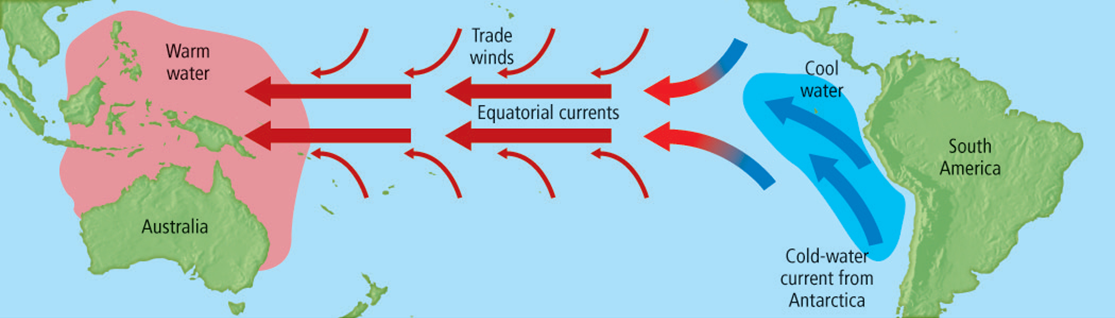 Warm
water
Trade
winds
Equatorial currents
Cool
water
South
America
Australia
Cold-water
current from
Antarctica